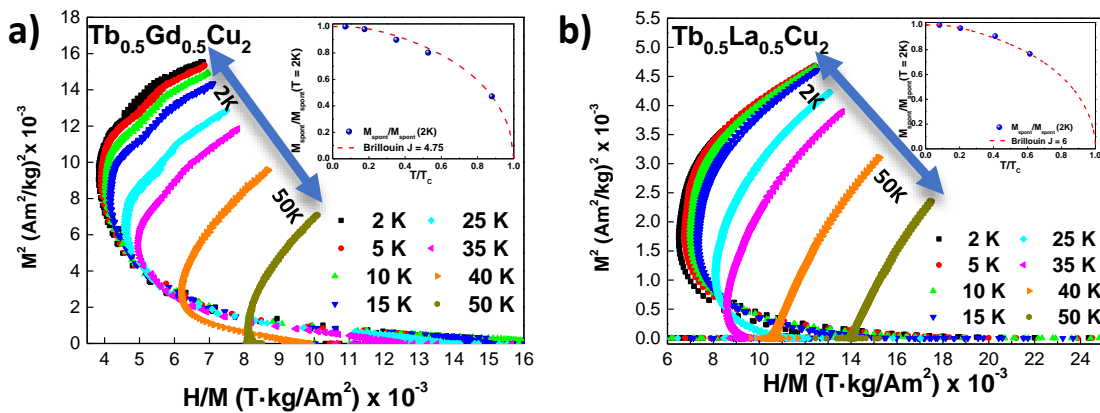 a)
Tb0.5Gd0.5Cu2
M² (Am²/kg)² x 10⁻³
18
16
14
12
10
8
6
4
2
0
2K
50K
2 K
5 K
10 K
15 K
25 K
35 K
40 K
50 K
3 4 5 6 7 8 9 10 11 12 13 14 15 16
H/M (T·kg/Am²) x 10⁻³
Mspont/Mspont(T = 2K)
1.0
0.8
0.6
0.4
0.2
0.0
Mspont/Mspont (2K)
Brillouin J = 4.75
0.0 0.2 0.4 0.6 0.8 1.0
T/TC
b)
Tb0.5La0.5Cu2
M² (Am²/kg)² x 10⁻³
5.5
5.0
4.5
4.0
3.5
3.0
2.5
2.0
1.5
1.0
0.5
0.0
2K
50K
2 K
5 K
10 K
15 K
25 K
35 K
40 K
50 K
6 8 10 12 14 16 18 20 22 24
H/M (T·kg/Am²) x 10⁻³
Mspont/Mspont(T = 2K)
1.0
0.8
0.6
0.4
0.2
0.0
Mspont/Mspont (2K)
Brillouin J = 6
0.0 0.2 0.4 0.6 0.8 1.0
T/TC